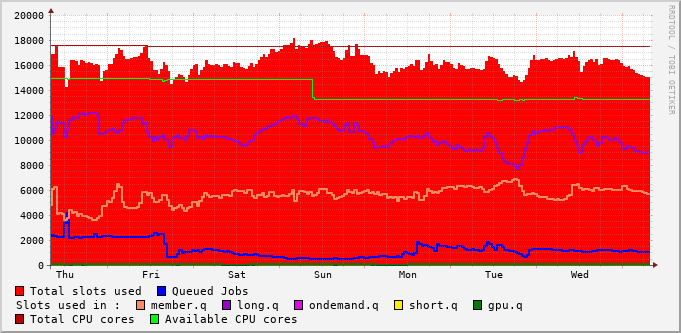 20000
18000
16000
14000
12000
10000
8000
6000
4000
2000
0
Thu Fri Sat Sun Mon Tue Wed
RRDTOOL / TOBI OETIKER
Total slots used Queued Jobs
Slots used in : member.q long.q ondemand.q short.q gpu.q
Total CPU cores Available CPU cores